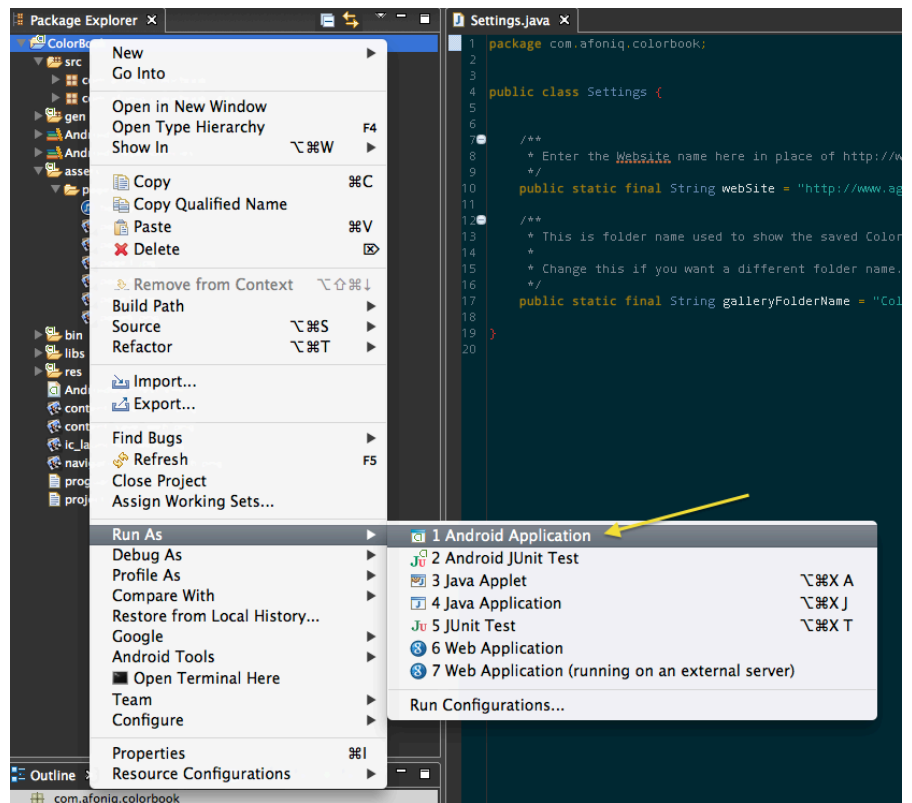 Package Explorer
ColorBo
src
co
co
gen
And
And
asse
p
bin
libs
res
And
cont
cont
ic_la
navi
prog
proj
New
Go Into
Open in New Window
Open Type Hierarchy F4
Show In ⌥⌘W
Copy ⌘C
Copy Qualified Name
Paste ⌘V
Delete ⌦
Remove from Context ⌥⇧⌘↓
Build Path
Source ⌥⌘S
Refactor ⌥⌘T
Import...
Export...
Find Bugs
Refresh F5
Close Project
Assign Working Sets...
Run As
Debug As
Profile As
Compare With
Restore from Local History...
Google
Android Tools
Open Terminal Here
Team
Configure
Properties ⌘I
Resource Configurations
1 Android Application
2 Android JUnit Test
3 Java Applet ⌥⌘X A
4 Java Application ⌥⌘X J
5 JUnit Test ⌥⌘X T
6 Web Application
7 Web Application (running on an external server)
Run Configurations...
Settings.java
1 package com.afoniq.colorbook;
2
3
4 public class Settings {
5
6
7 /**
8 * Enter the Website name here in place of http://w
9 */
10 public static final String webSite = "http://www.ag
11
12 /**
13 * This is folder name used to show the saved Color
14 *
15 * Change this if you want a different folder name.
16 */
17 public static final String galleryFolderName = "Col
18
19 }
20
Outline
com.afoniq.colorbook